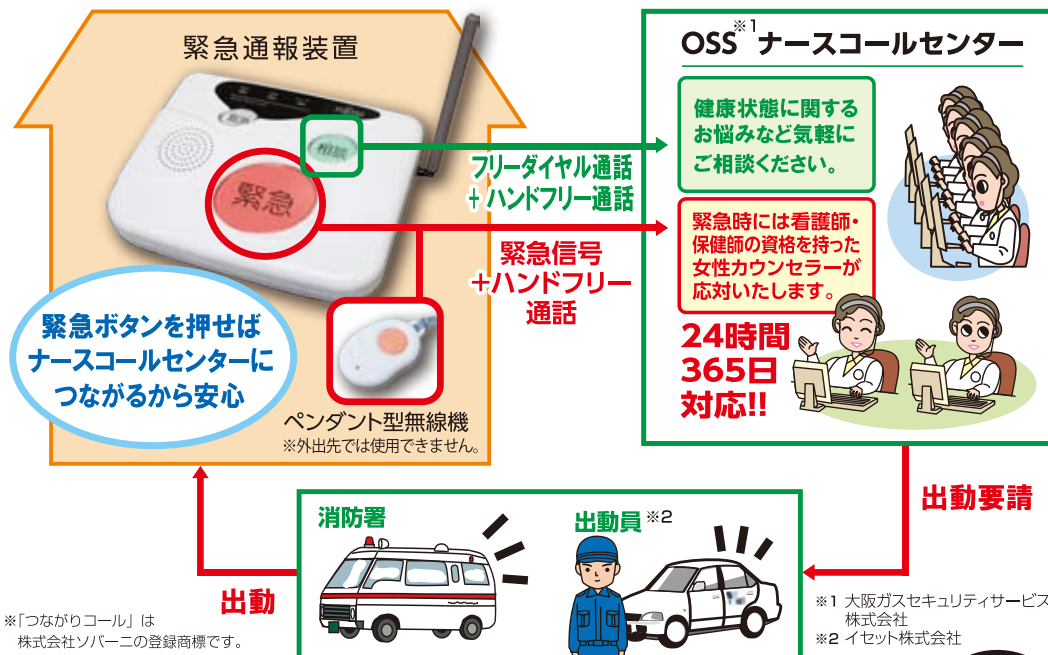 緊急通報装置
相談
緊急
フリーダイヤル通話
+ ハンドフリー通話
緊急信号
+ハンドフリー
通話
緊急ボタンを押せば
ナースコールセンターに
つながるから安心
ペンダント型無線機
※外出先では使用できません。
OSS※1ナースコールセンター
健康状態に関する
お悩みなど気軽に
ご相談ください。
緊急時には看護師・
保健師の資格を持った
女性カウンセラーが
応対いたします。
24時間
365日
対応!!
出動要請
消防署
出動員※2
出動
※「つながりコール」は
株式会社ソバーニの登録商標です。
※1 大阪ガスセキュリティサービス
株式会社
※2 イセット株式会社